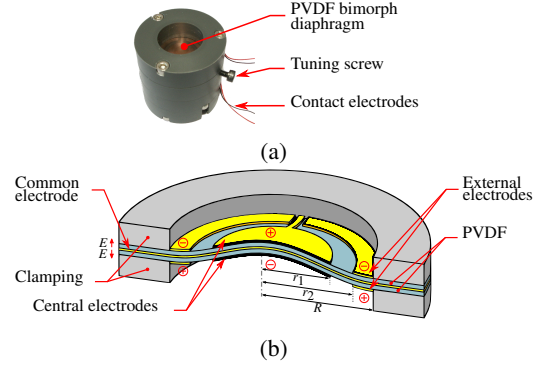 PVDF bimorph
diaphragm
Tuning screw
Contact electrodes
(a)
Common
electrode
External
electrodes
PVDF
E
E
Clamping
Central electrodes
⊕
⊖
⊕
⊖
⊖
⊕
r1
r2
R
(b)